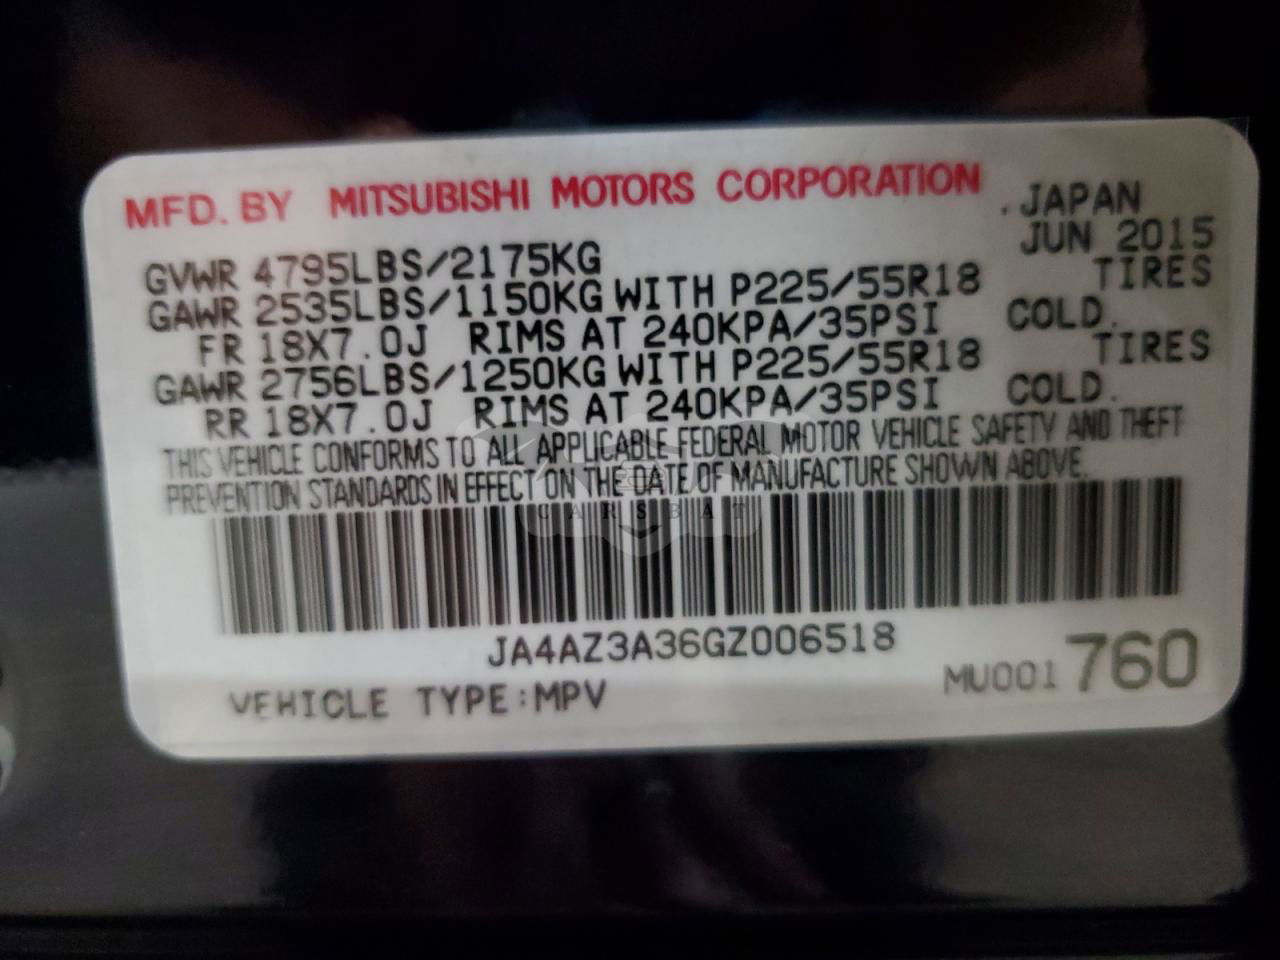 MFD. BY MITSUBISHI MOTORS CORPORATION . JAPAN
JUN 2015
GVWR 4795LBS/2175KG
GAWR 2535LBS/1150KG WITH P225/55R18 TIRES
FR 18X7.0J RIMS AT 240KPA/35PSI COLD.
GAWR 2756LBS/1250KG WITH P225/55R18 TIRES
RR 18X7.0J RIMS AT 240KPA/35PSI COLD.
THIS VEHICLE CONFORMS TO ALL APPLICABLE FEDERAL MOTOR VEHICLE SAFETY AND THEFT
PREVENTION STANDARDS IN EFFECT ON THE DATE OF MANUFACTURE SHOWN ABOVE.
CARSBAT
JA4AZ3A36GZ006518
VEHICLE TYPE:MPV MU001 760